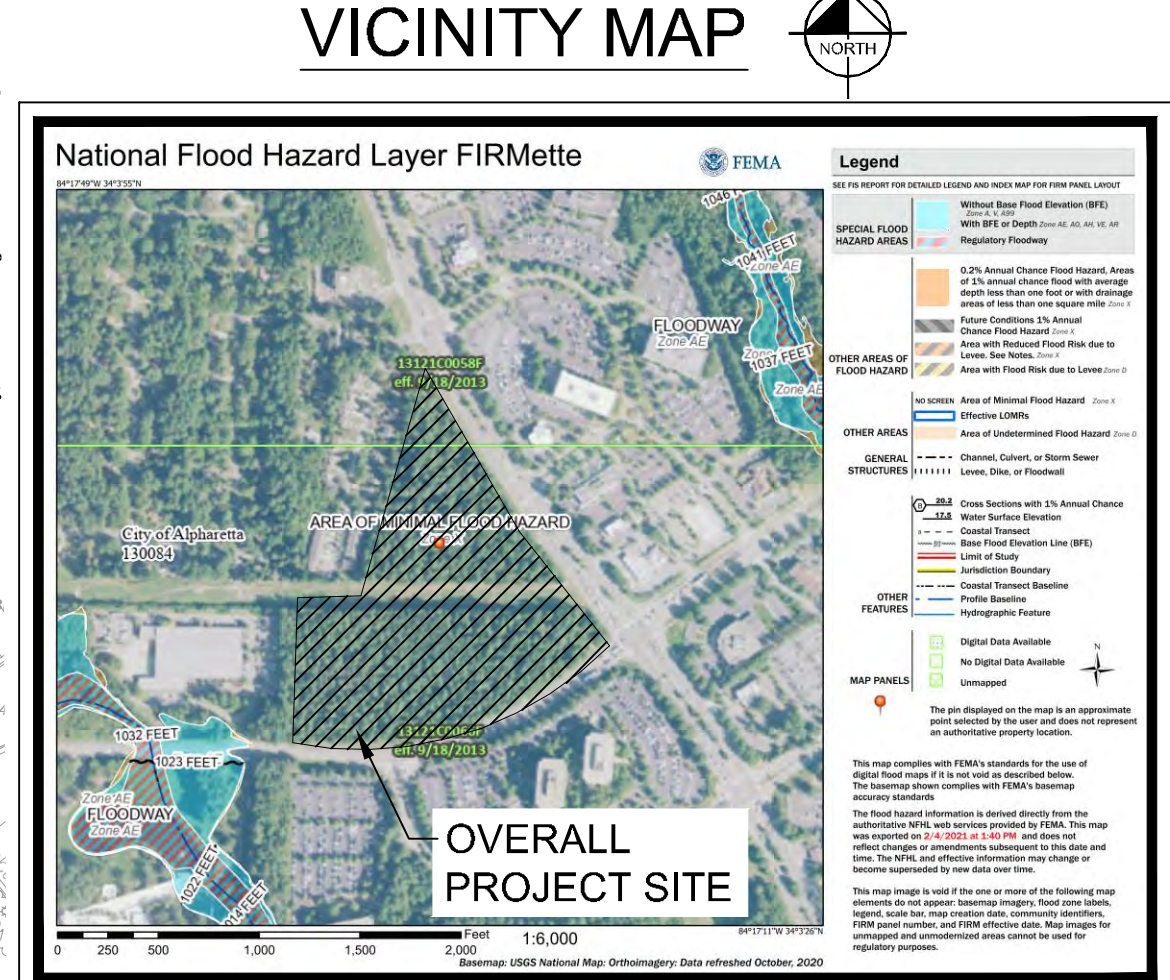 VICINITY MAP
NORTH
National Flood Hazard Layer FIRMette
FEMA
84°17'49"W 34°3'55"N
1046
1041 FEET
Zone AE
FLOODWAY
Zone AE
1037 FEET
Zone AE
13121C0058F
eff. 9/18/2013
AREA OF MINIMAL FLOOD HAZARD
Zone X
City of Alpharetta
130084
1032 FEET
1023 FEET
Zone AE
FLOODWAY
Zone AE
1022 FEET
014 FEET
eff. 9/18/2013
OVERALL
PROJECT SITE
0 250 500 1,000 1,500 2,000
Feet
1:6,000
84°17'11"W 34°3'26"N
Basemap: USGS National Map: Orthoimagery: Data refreshed October, 2020
Legend
SEE FIS REPORT FOR DETAILED LEGEND AND INDEX MAP FOR FIRM PANEL LAYOUT
SPECIAL FLOOD
HAZARD AREAS
Without Base Flood Elevation (BFE)
Zone A, V, A99
With BFE or Depth Zone AE, AO, AH, VE, AR
Regulatory Floodway
OTHER AREAS OF
FLOOD HAZARD
0.2% Annual Chance Flood Hazard, Areas
of 1% annual chance flood with average
depth less than one foot or with drainage
areas of less than one square mile Zone X
Future Conditions 1% Annual
Chance Flood Hazard Zone X
Area with Reduced Flood Risk due to
Levee. See Notes. Zone X
Area with Flood Risk due to Levee Zone D
OTHER AREAS
NO SCREEN Area of Minimal Flood Hazard Zone X
Effective LOMRs
Area of Undetermined Flood Hazard Zone D
GENERAL
STRUCTURES
Channel, Culvert, or Storm Sewer
Levee, Dike, or Floodwall
OTHER
FEATURES
B 20.2 Cross Sections with 1% Annual Chance
17.5 Water Surface Elevation
8 Coastal Transect
Base Flood Elevation Line (BFE)
Limit of Study
Jurisdiction Boundary
Coastal Transect Baseline
Profile Baseline
Hydrographic Feature
MAP PANELS
Digital Data Available
No Digital Data Available
Unmapped
N
The pin displayed on the map is an approximate
point selected by the user and does not represent
an authoritative property location.
This map complies with FEMA's standards for the use of
digital flood maps if it is not void as described below.
The basemap shown complies with FEMA's basemap
accuracy standards
The flood hazard information is derived directly from the
authoritative NFHL web services provided by FEMA. This map
was exported on 2/4/2021 at 1:40 PM and does not
reflect changes or amendments subsequent to this date and
time. The NFHL and effective information may change or
become superseded by new data over time.
This map image is void if the one or more of the following map
elements do not appear: basemap imagery, flood zone labels,
legend, scale bar, map creation date, community identifiers,
FIRM panel number, and FIRM effective date. Map images for
unmapped and unmodernized areas cannot be used for
regulatory purposes.